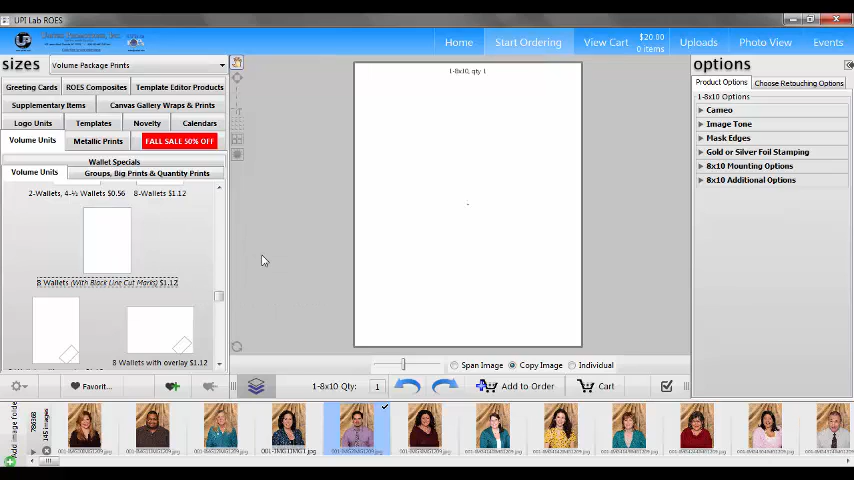 UPI Lab ROES
Home
Start Ordering
View Cart
$20.00
0 items
Uploads
Photo View
Events
sizes
Volume Package Prints
Greeting Cards
ROES Composites
Template Editor Products
Supplementary Items
Canvas Gallery Wraps & Prints
Logo Units
Templates
Novelty
Calendars
Volume Units
Metallic Prints
FALL SALE 50% OFF
Wallet Specials
Volume Units
Groups, Big Prints & Quantity Prints
2-Wallets, 4-½ Wallets $0.56
8-Wallets $1.12
8 Wallets (With Black Line Cut Marks) $1.12
8 Wallets with overlay $1.12
1-8x10, qty 1
options
Product Options
Choose Retouching Options
1-8x10 Options
Cameo
Image Tone
Mask Edges
Gold or Silver Foil Stamping
8x10 Mounting Options
8x10 Additional Options
Span Image
Copy Image
Individual
Favorit...
1-8x10 Qty:
1
Add to Order
Cart
Add image folde
145 images